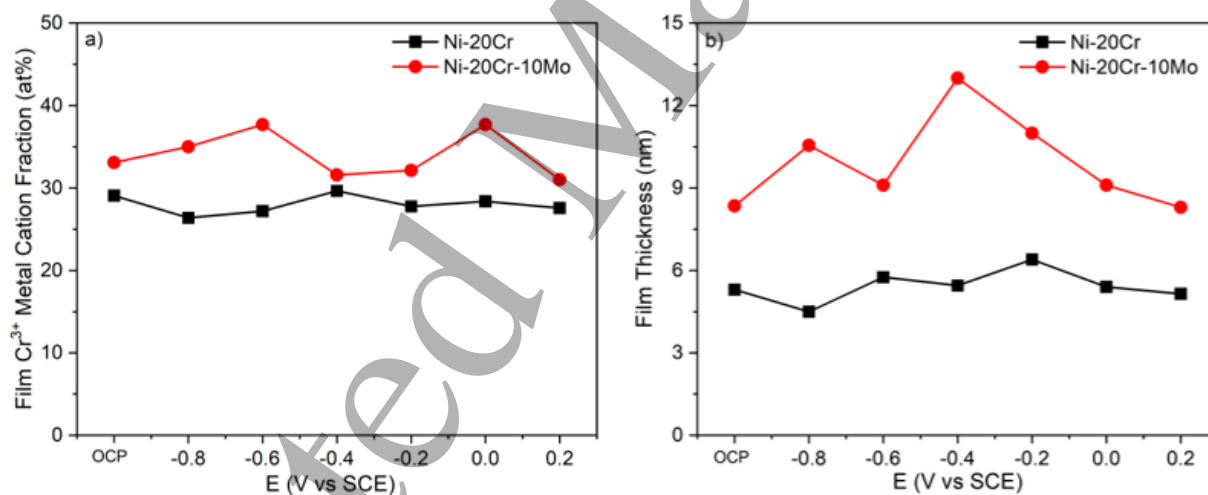 a)
Ni-20Cr
Ni-20Cr-10Mo
Film Cr³⁺ Metal Cation Fraction (at%)
50
40
30
20
10
0
OCP -0.8 -0.6 -0.4 -0.2 0.0 0.2
E (V vs SCE)
b)
Ni-20Cr
Ni-20Cr-10Mo
Film Thickness (nm)
15
12
9
6
3
0
OCP -0.8 -0.6 -0.4 -0.2 0.0 0.2
E (V vs SCE)